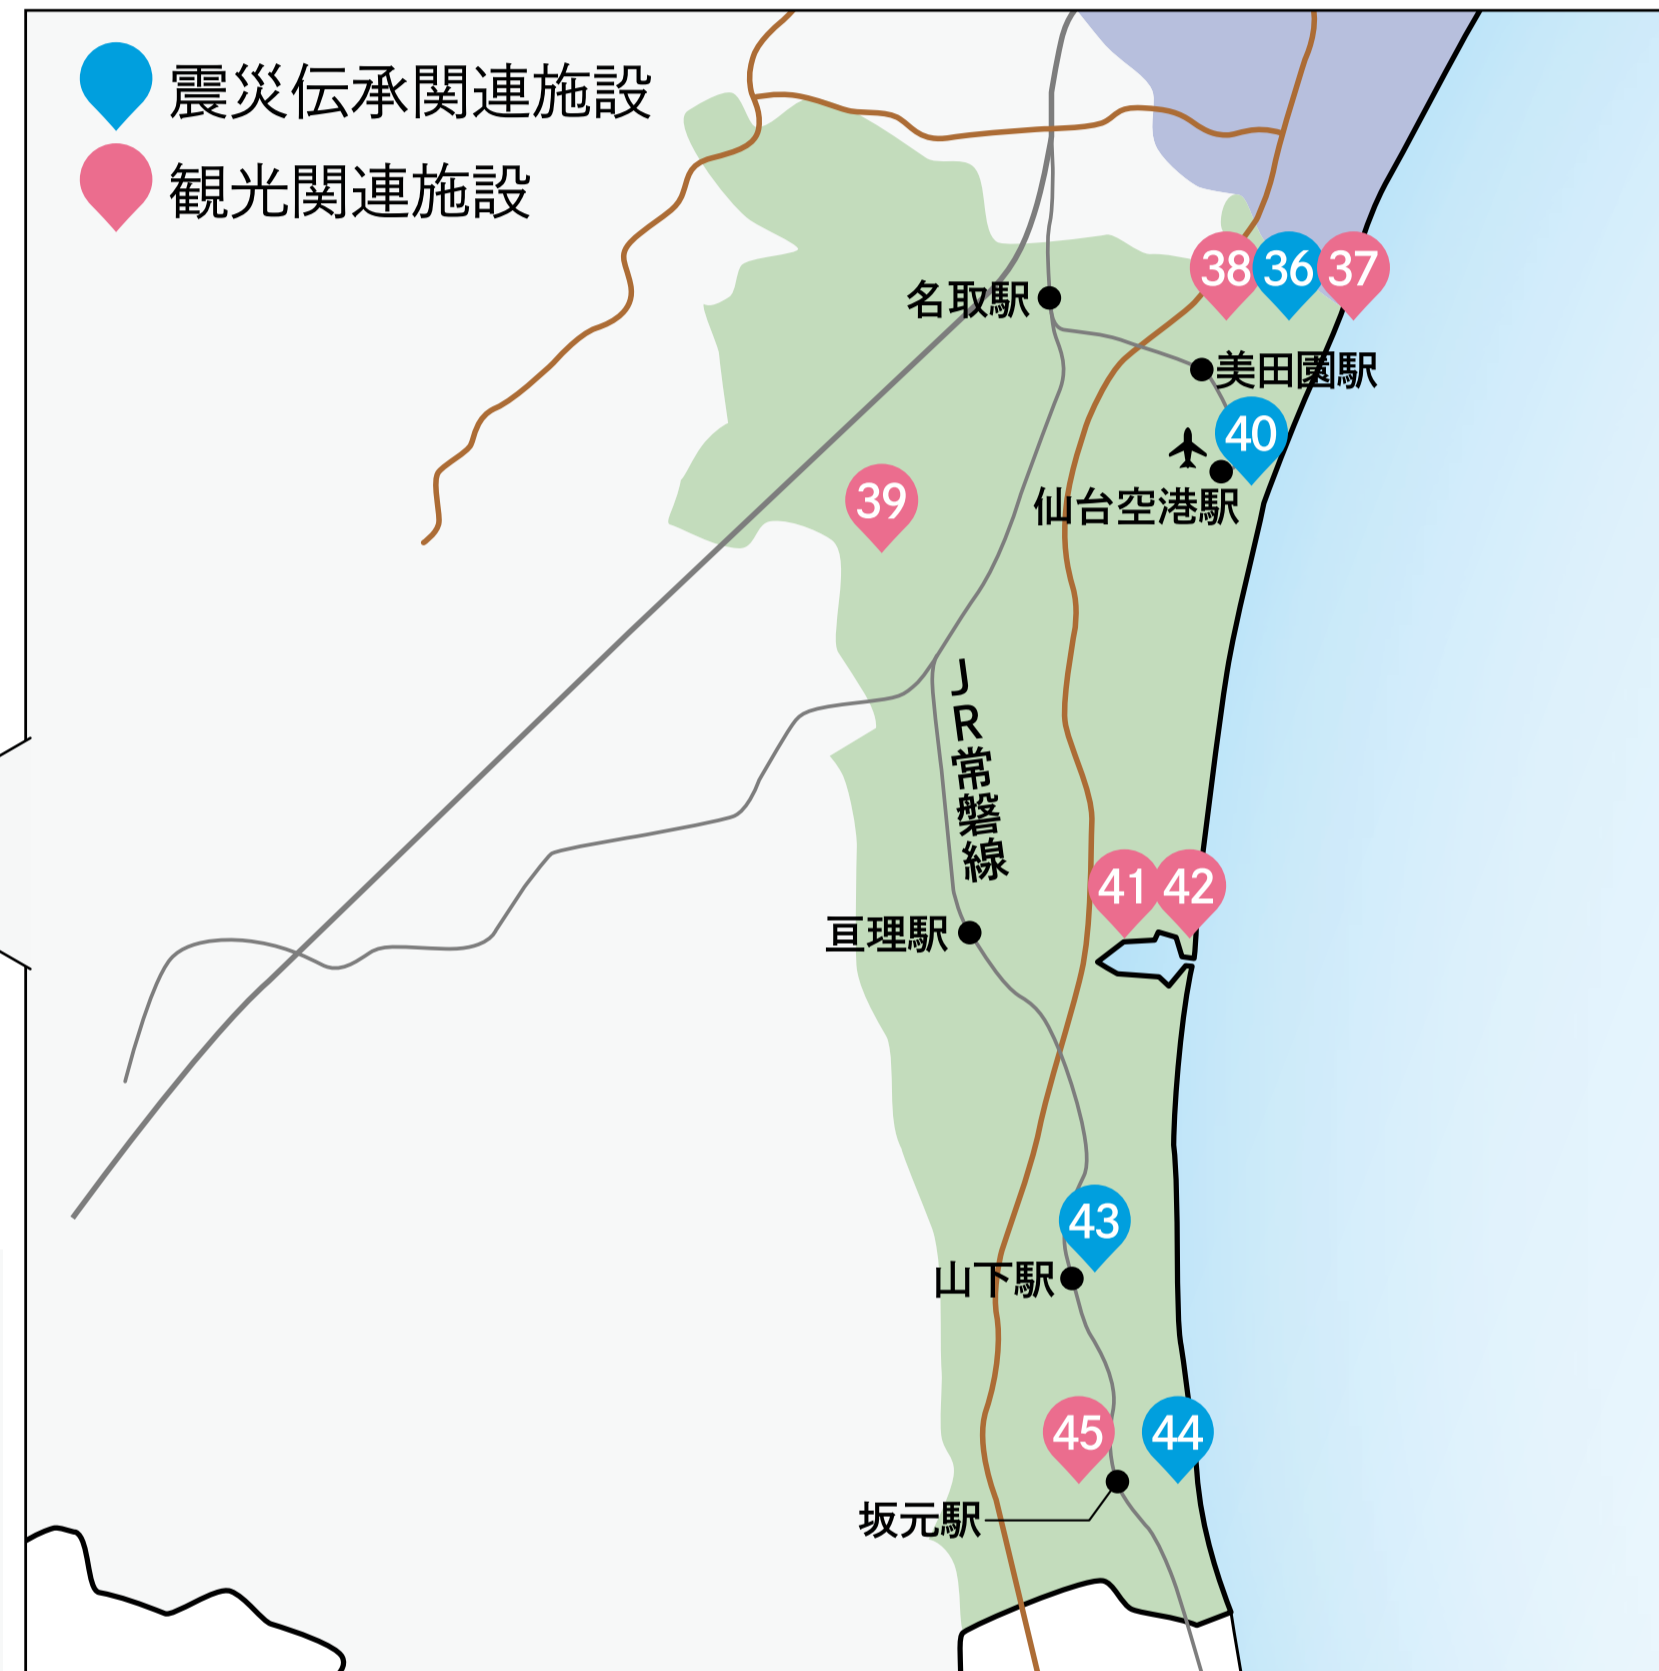 震災伝承関連施設
観光関連施設
38
36
37
名取駅
美田園駅
40
39
仙台空港駅
JR常磐線
41
42
亘理駅
43
山下駅
45
44
坂元駅